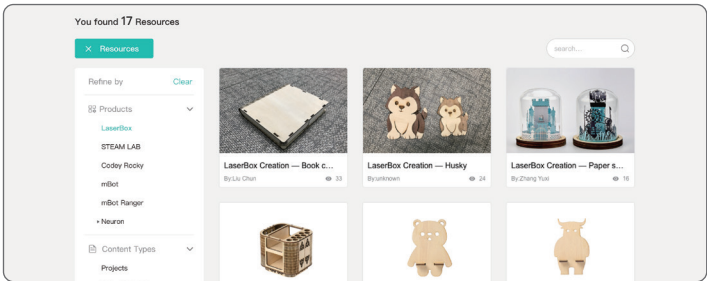 You found 17 Resources
× Resources
search...
Refine by Clear
Products
LaserBox
STEAM LAB
Codey Rocky
mBot
mBot Ranger
Neuron
Content Types
Projects
LaserBox Creation — Book c...
By:Liu Chun 33
LaserBox Creation — Husky
By:unknown 24
LaserBox Creation — Paper s...
By:Zhang Yuxi 16